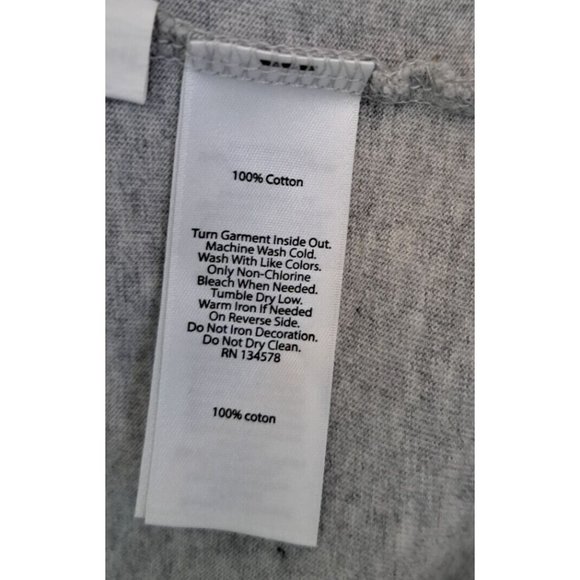 100% Cotton
Turn Garment Inside Out.
Machine Wash Cold.
Wash With Like Colors.
Only Non-Chlorine
Bleach When Needed.
Tumble Dry Low.
Warm Iron If Needed
On Reverse Side.
Do Not Iron Decoration.
Do Not Dry Clean.
RN 134578
100% coton